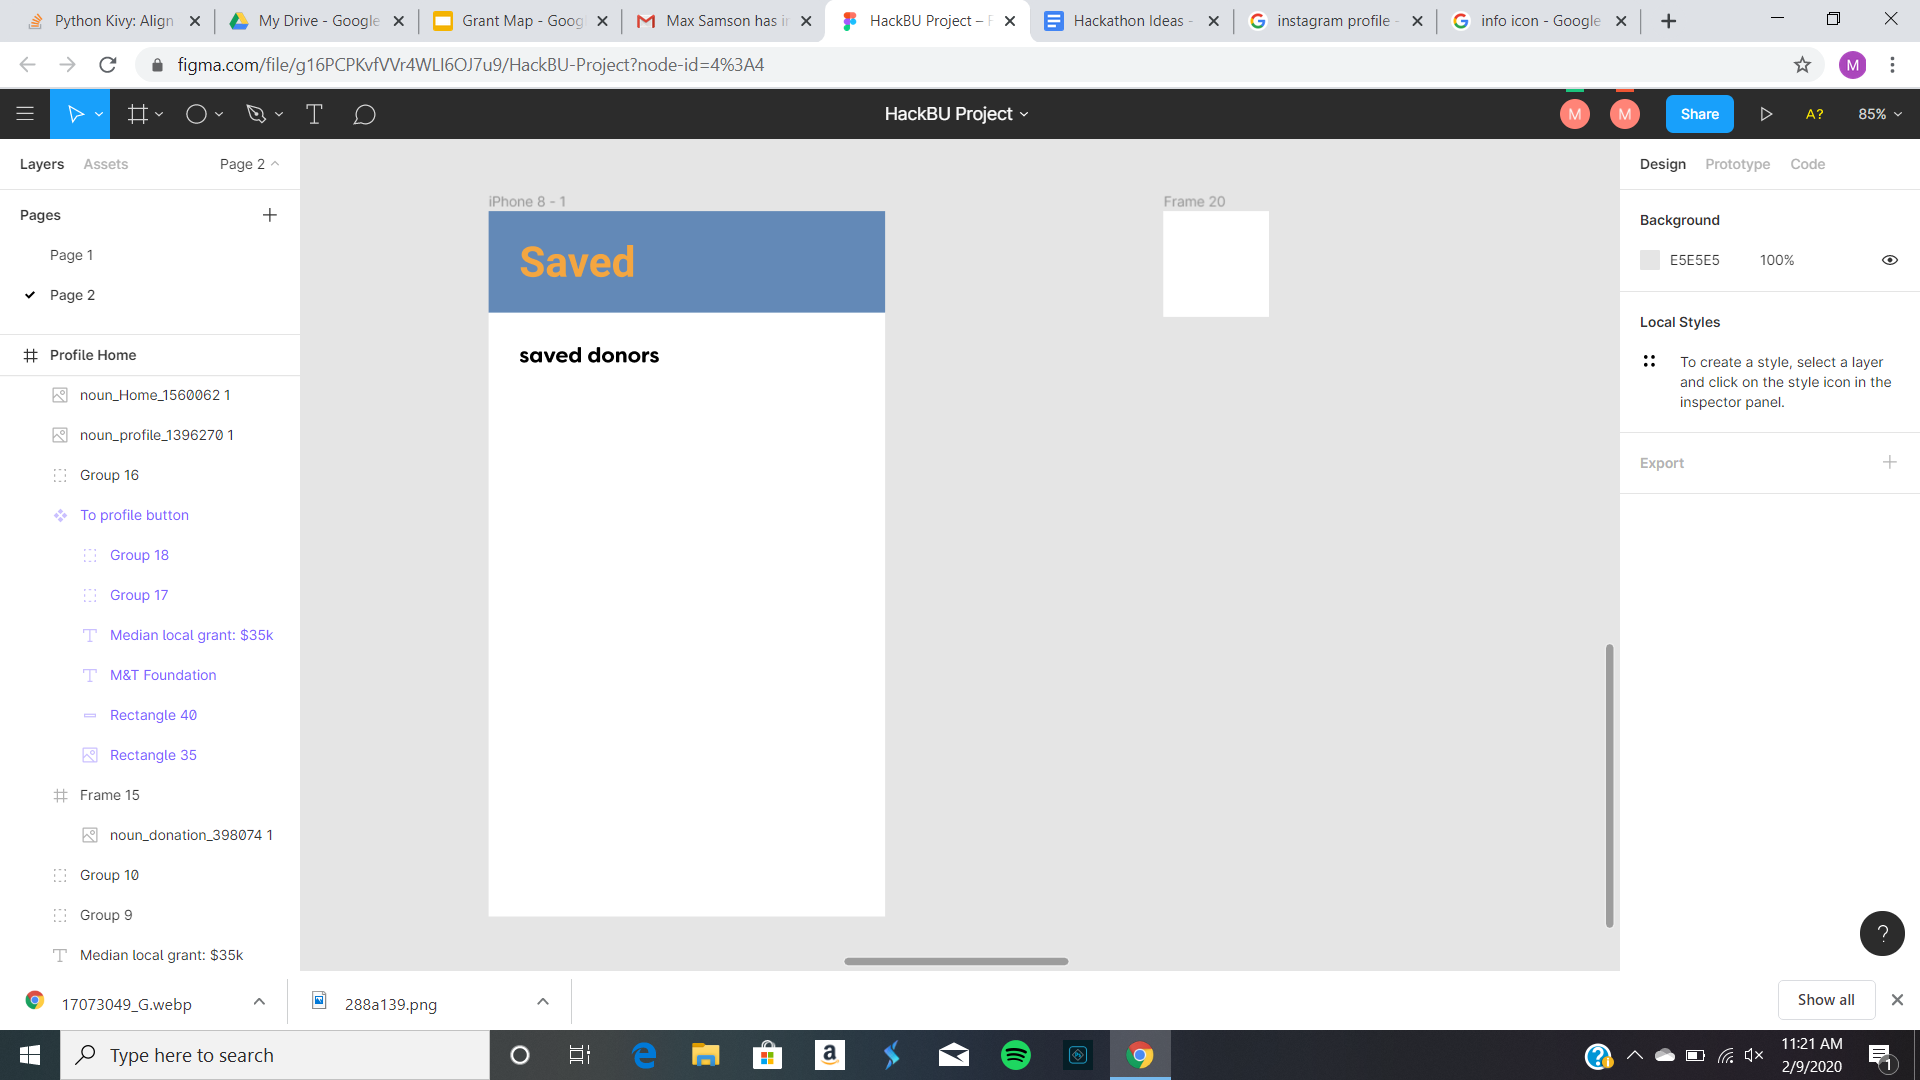 Python Kivy: Align
My Drive - Google
Grant Map - Goog
Max Samson has i
HackBU Project –
Hackathon Ideas -
instagram profile -
info icon - Google
figma.com/file/g16PCPKvfVVr4WLI6OJ7u9/HackBU-Project?node-id=4%3A4
M
HackBU Project
M
M
Share
A?
85%
Layers
Assets
Page 2
Pages
Page 1
Page 2
Profile Home
noun_Home_1560062 1
noun_profile_1396270 1
Group 16
To profile button
Group 18
Group 17
Median local grant: $35k
M&T Foundation
Rectangle 40
Rectangle 35
Frame 15
noun_donation_398074 1
Group 10
Group 9
Median local grant: $35k
iPhone 8 - 1
Saved
saved donors
Frame 20
Design
Prototype
Code
Background
E5E5E5
100%
Local Styles
To create a style, select a layer
and click on the style icon in the
inspector panel.
Export
?
17073049_G.webp
288a139.png
Show all
Type here to search
11:21 AM
2/9/2020
1